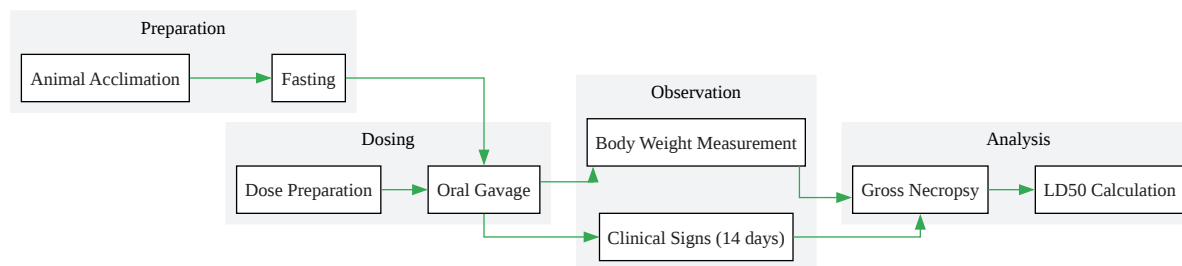 Preparation
Animal Acclimation
Fasting
Dosing
Dose Preparation
Oral Gavage
Observation
Body Weight Measurement
Clinical Signs (14 days)
Analysis
Gross Necropsy
LD50 Calculation